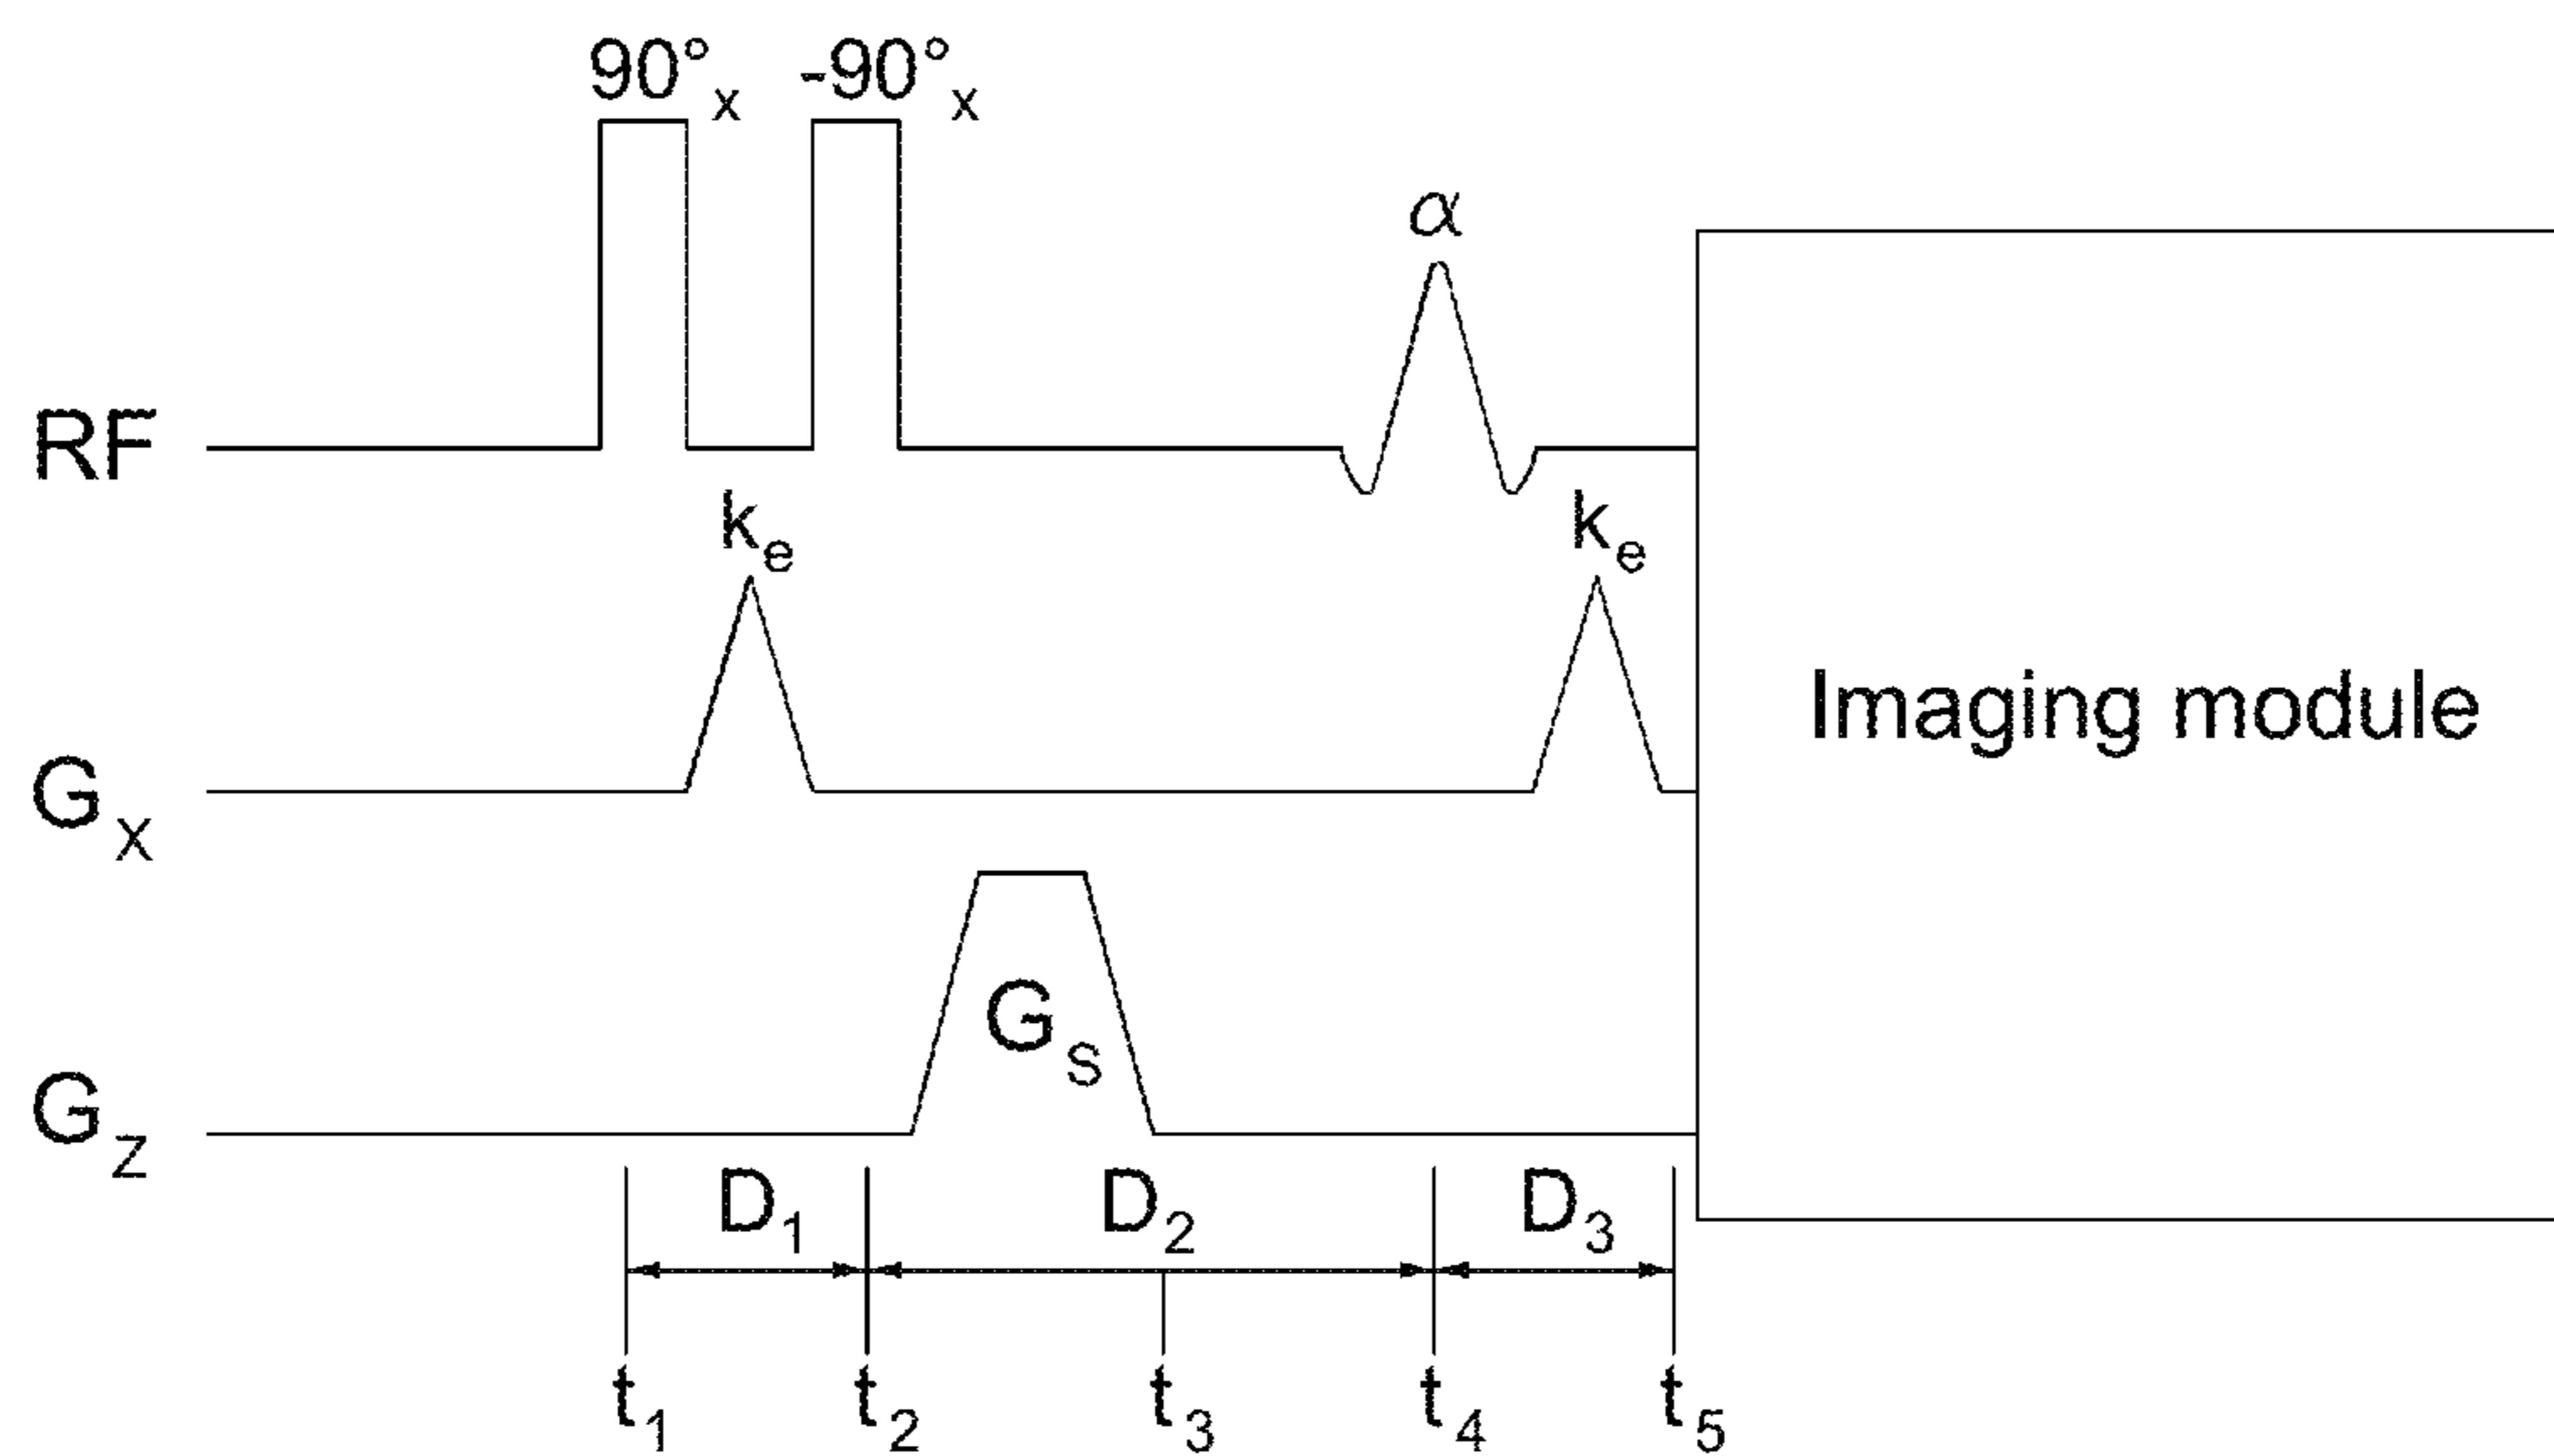 90°x -90°x
α
RF
ke ke
Gx
Imaging module
Gs
Gz
D1 D2 D3
t1 t2 t3 t4 t5